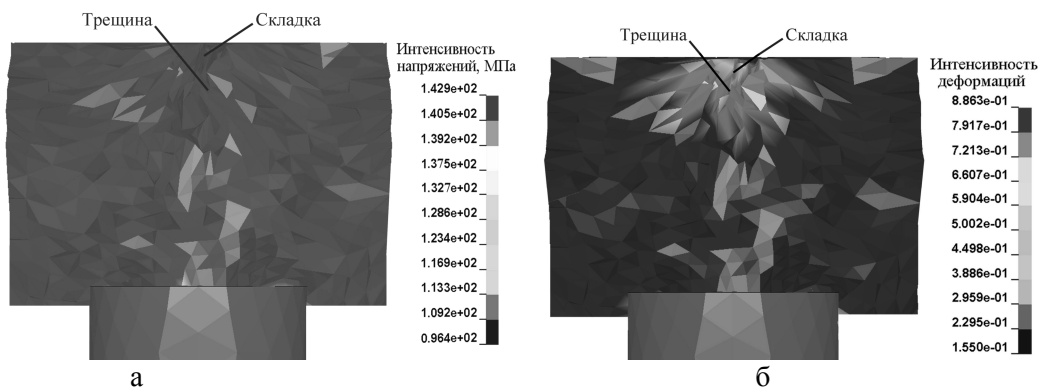 Трещина
Складка
Интенсивность
напряжений, МПа
1.429e+02
1.405e+02
1.392e+02
1.375e+02
1.327e+02
1.286e+02
1.234e+02
1.169e+02
1.133e+02
1.092e+02
0.964e+02
а
Трещина
Складка
Интенсивность
деформаций
8.863e-01
7.917e-01
7.213e-01
6.607e-01
5.904e-01
5.002e-01
4.498e-01
3.886e-01
2.959e-01
2.295e-01
1.550e-01
б